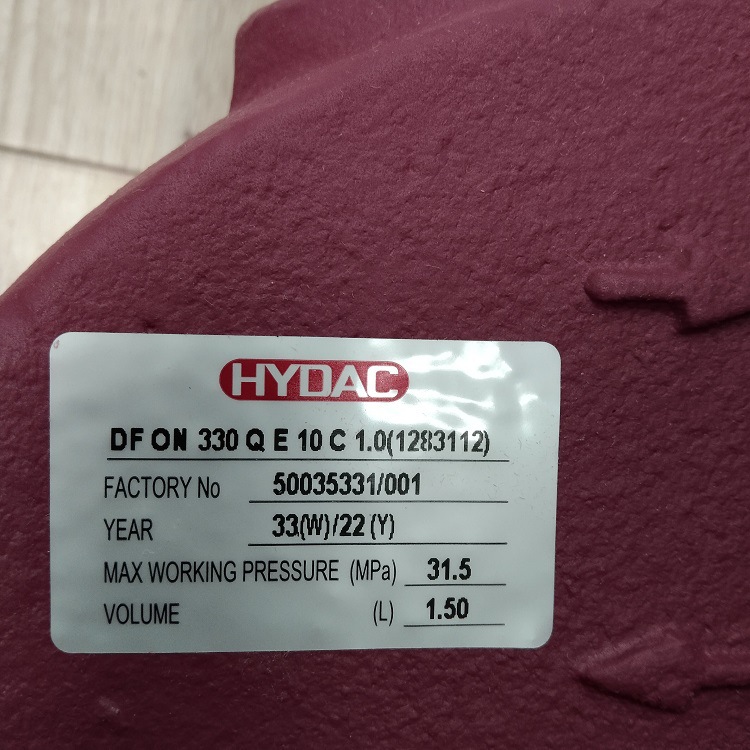 HYDAC
DF ON 330 Q E 10 C 1.0(1283112)
FACTORY No 50035331/001
YEAR 33(W)/22(Y)
MAX WORKING PRESSURE (MPa) 31.5
VOLUME (L) 1.50